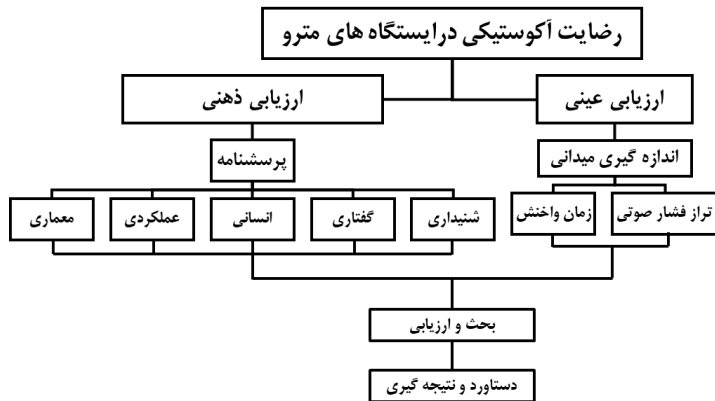 رضایت آکوستیکی درایستگاه های مترو
ارزیابی عینی
ارزیابی ذهنی
اندازه گیری میدانی
پرسشنامه
تراز فشار صوتی
زمان واخنش
شنیداری
گفتاری
انسانی
عملکردی
معماری
بحث و ارزیابی
دستاورد و نتیجه گیری